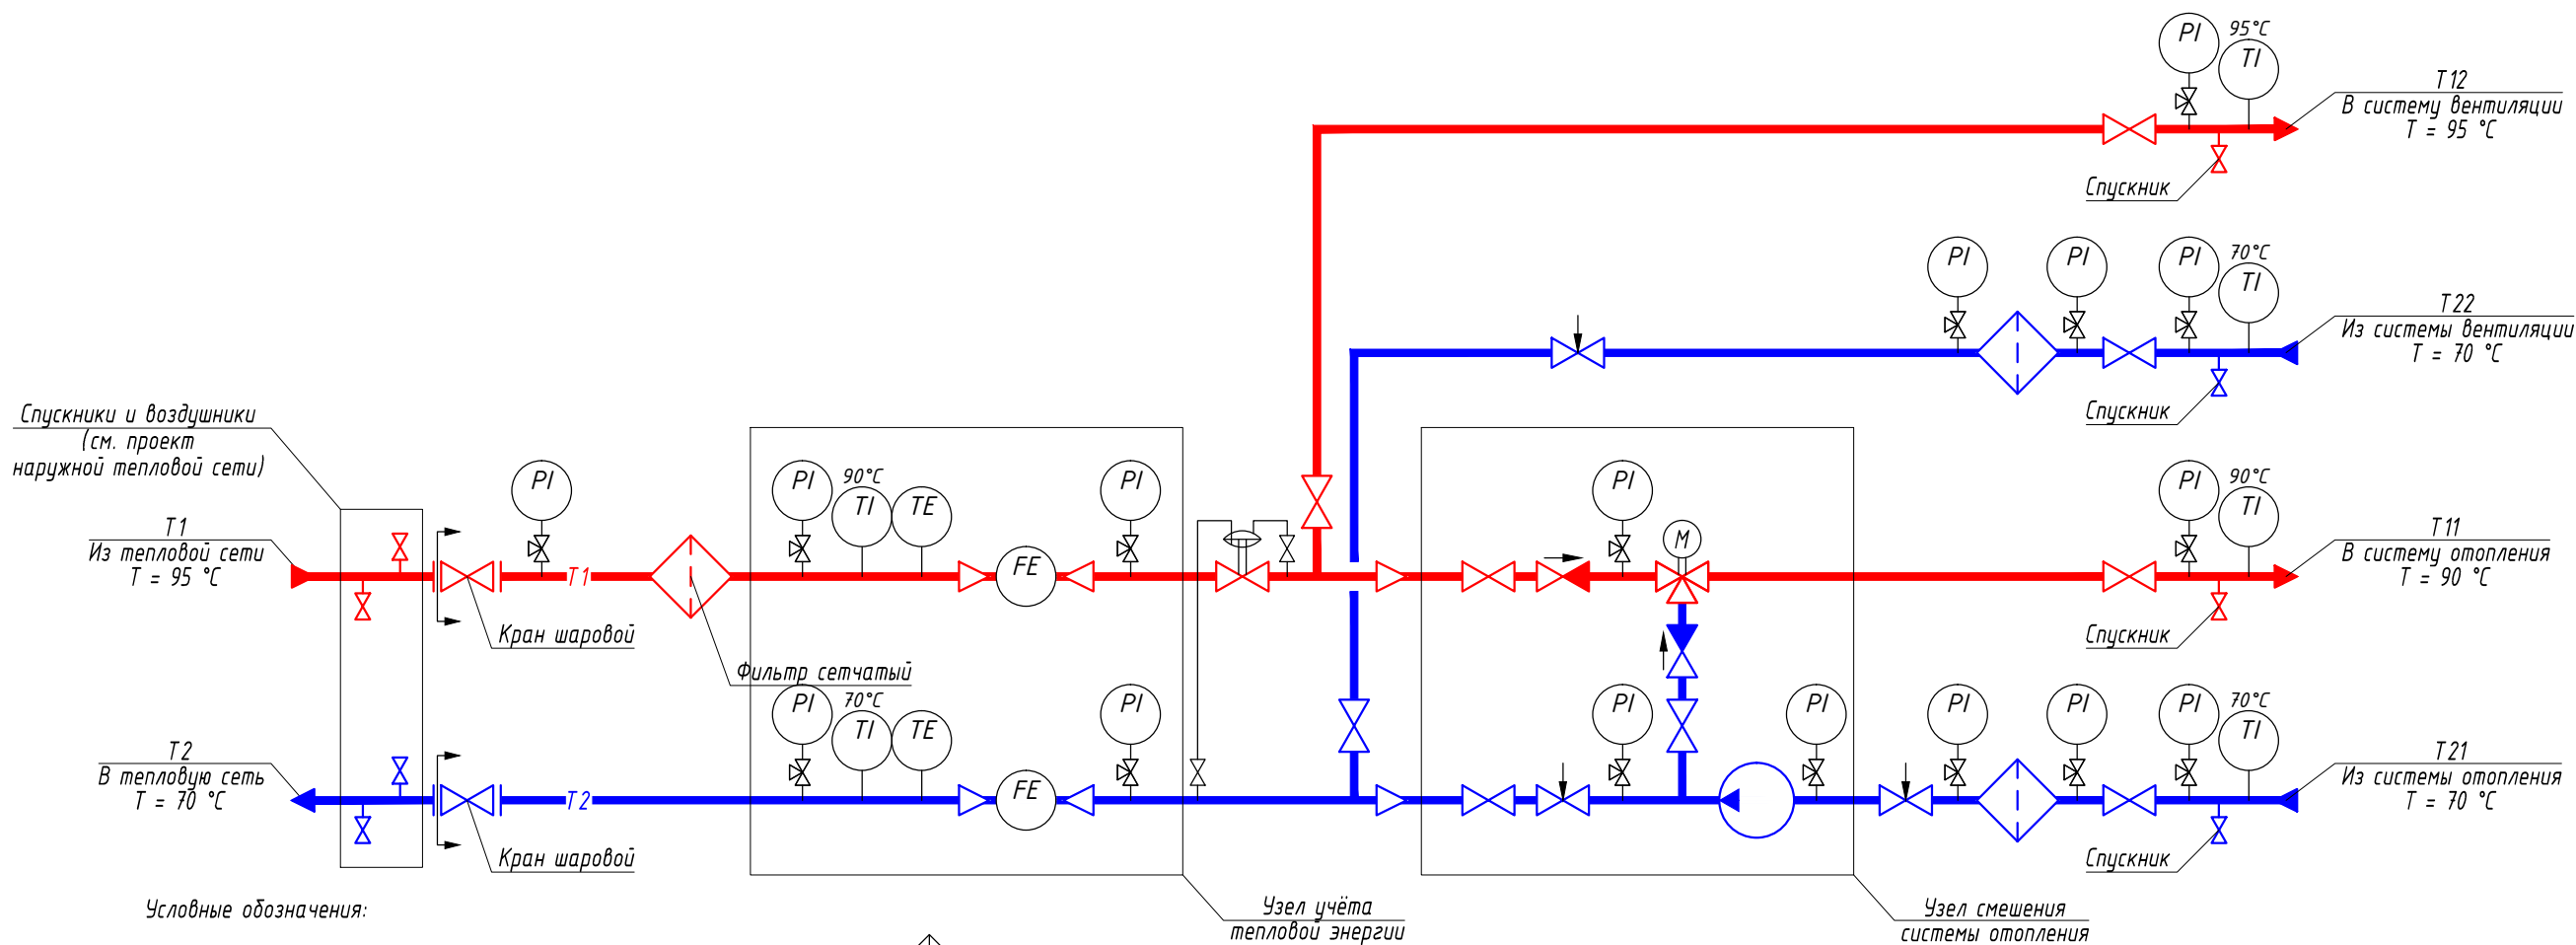 PI
95°C
TI
T12
В систему вентиляции
T = 95 °C
Спускник
PI
PI
PI
70°C
TI
T22
Из системы вентиляции
T = 70 °C
Спускник
Спускники и воздушники
(см. проект
наружной тепловой сети)
T1
Из тепловой сети
T = 95 °C
PI
T1
Кран шаровой
Фильтр сетчатый
PI
90°C
TI
TE
FE
PI
PI
M
PI
90°C
TI
T11
В систему отопления
T = 90 °C
Спускник
T2
В тепловую сеть
T = 70 °C
T2
Кран шаровой
PI
70°C
TI
TE
FE
PI
PI
PI
PI
PI
PI
70°C
TI
T21
Из системы отопления
T = 70 °C
Спускник
Условные обозначения:
Узел учёта
тепловой энергии
Узел смешения
системы отопления